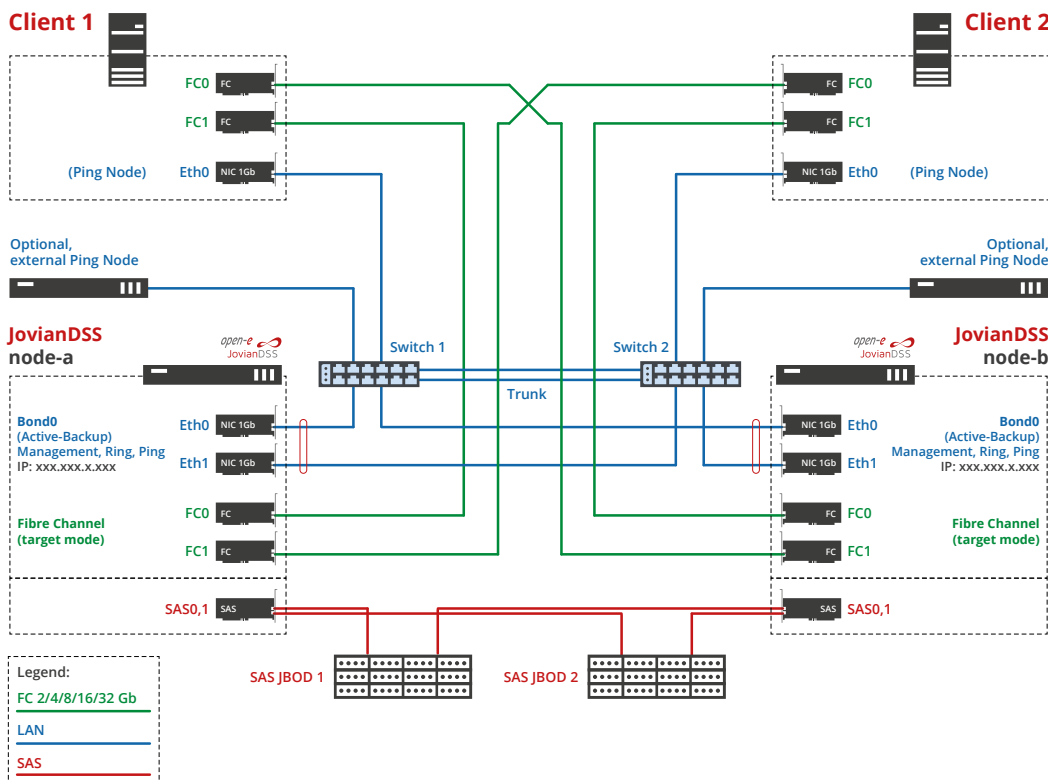 Client 1
Client 2
FC0
FC
FC
FC0
FC1
FC
FC
FC1
(Ping Node)
Eth0
NIC 1Gb
NIC 1Gb
Eth0
(Ping Node)
Optional,
external Ping Node
Optional,
external Ping Node
JovianDSS
node-a
open-e
JovianDSS
Switch 1
Switch 2
Trunk
open-e
JovianDSS
JovianDSS
node-b
Bond0
(Active-Backup)
Management, Ring, Ping
IP: xxx.xxx.x.xxx
Eth0
NIC 1Gb
Eth1
NIC 1Gb
NIC 1Gb
Eth0
NIC 1Gb
Eth1
Bond0
(Active-Backup)
Management, Ring, Ping
IP: xxx.xxx.x.xxx
Fibre Channel
(target mode)
FC0
FC
FC1
FC
FC
FC0
FC
FC1
Fibre Channel
(target mode)
SAS0,1
SAS
SAS
SAS0,1
SAS JBOD 1
SAS JBOD 2
Legend:
FC 2/4/8/16/32 Gb
LAN
SAS